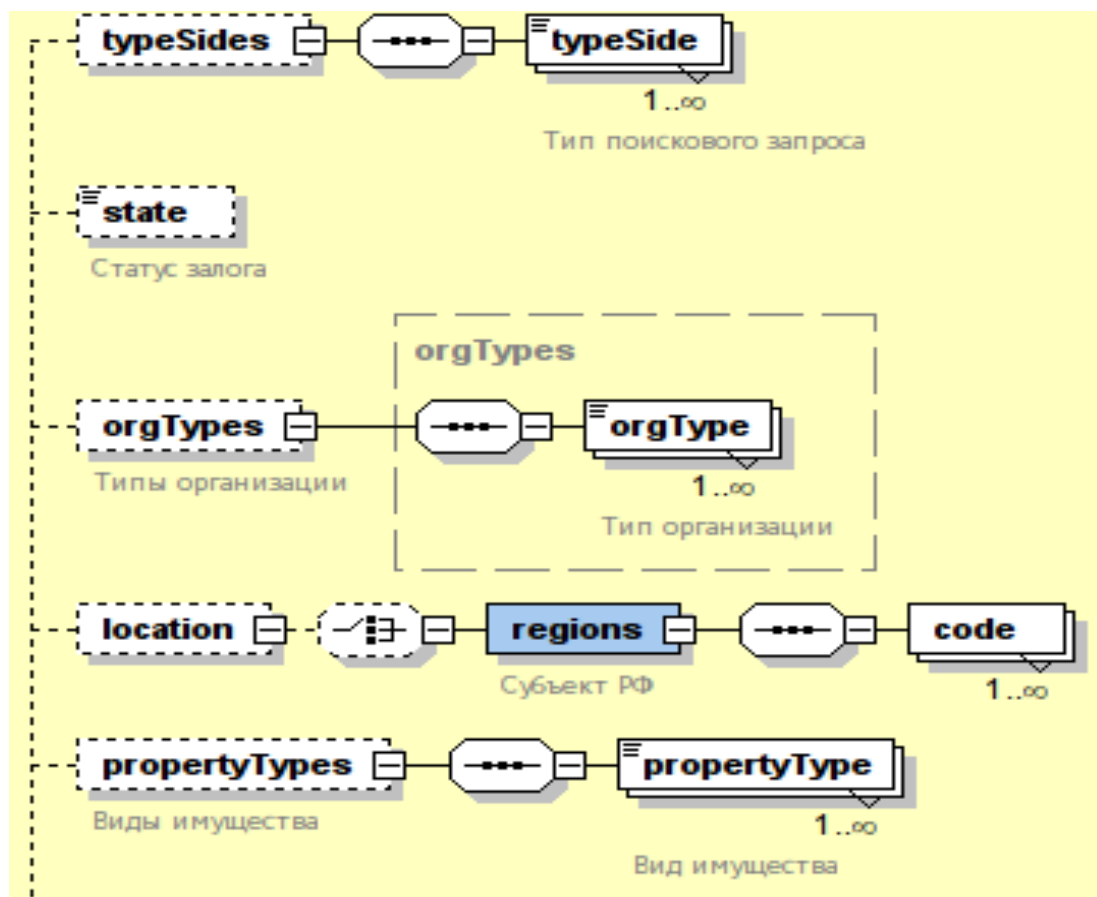 typeSides
typeSide
1..∞
Тип поискового запроса
state
Статус залога
orgTypes
orgTypes
orgType
Типы организации
1..∞
Тип организации
location
regions
code
Субъект РФ
1..∞
propertyTypes
propertyType
Виды имущества
1..∞
Вид имущества